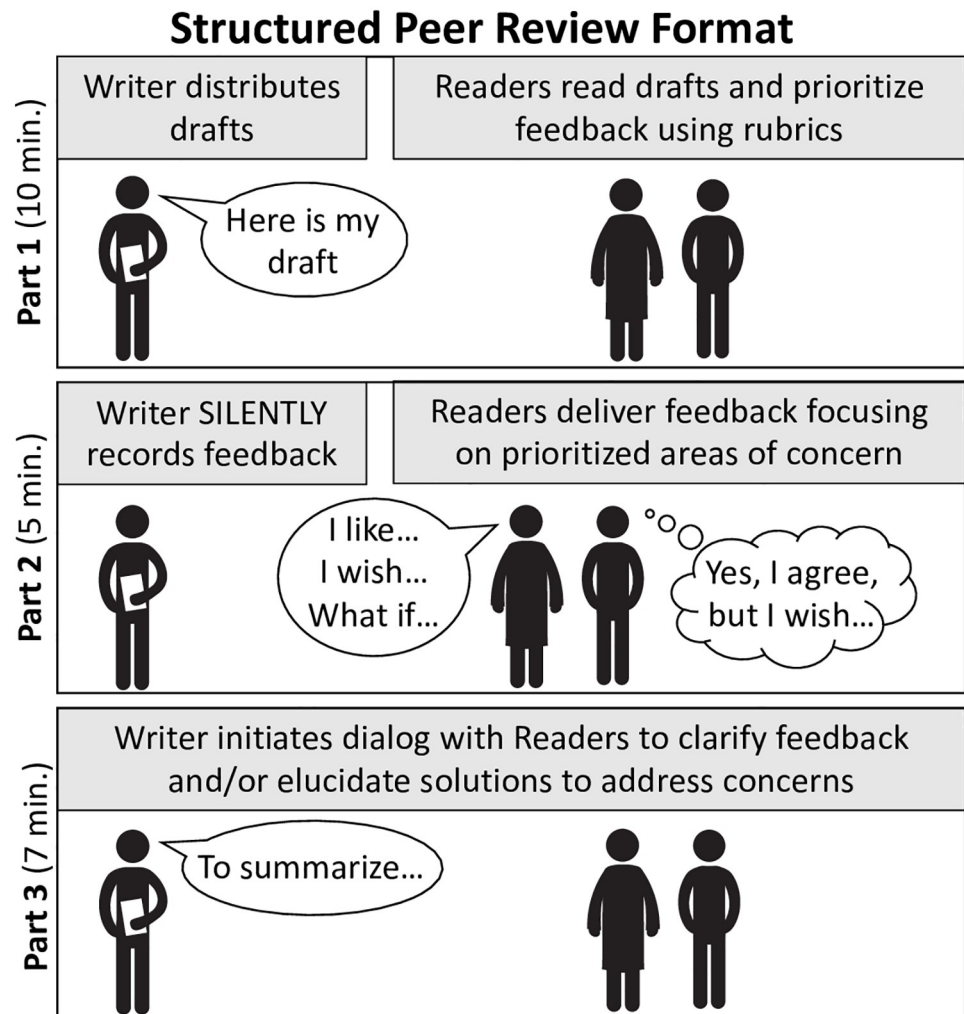 Structured Peer Review Format
Part 1 (10 min.)
Writer distributes
drafts
Readers read drafts and prioritize
feedback using rubrics
Here is my
draft
Part 2 (5 min.)
Writer SILENTLY
records feedback
Readers deliver feedback focusing
on prioritized areas of concern
I like...
I wish...
What if...
Yes, I agree,
but I wish...
Part 3 (7 min.)
Writer initiates dialog with Readers to clarify feedback
and/or elucidate solutions to address concerns
To summarize...